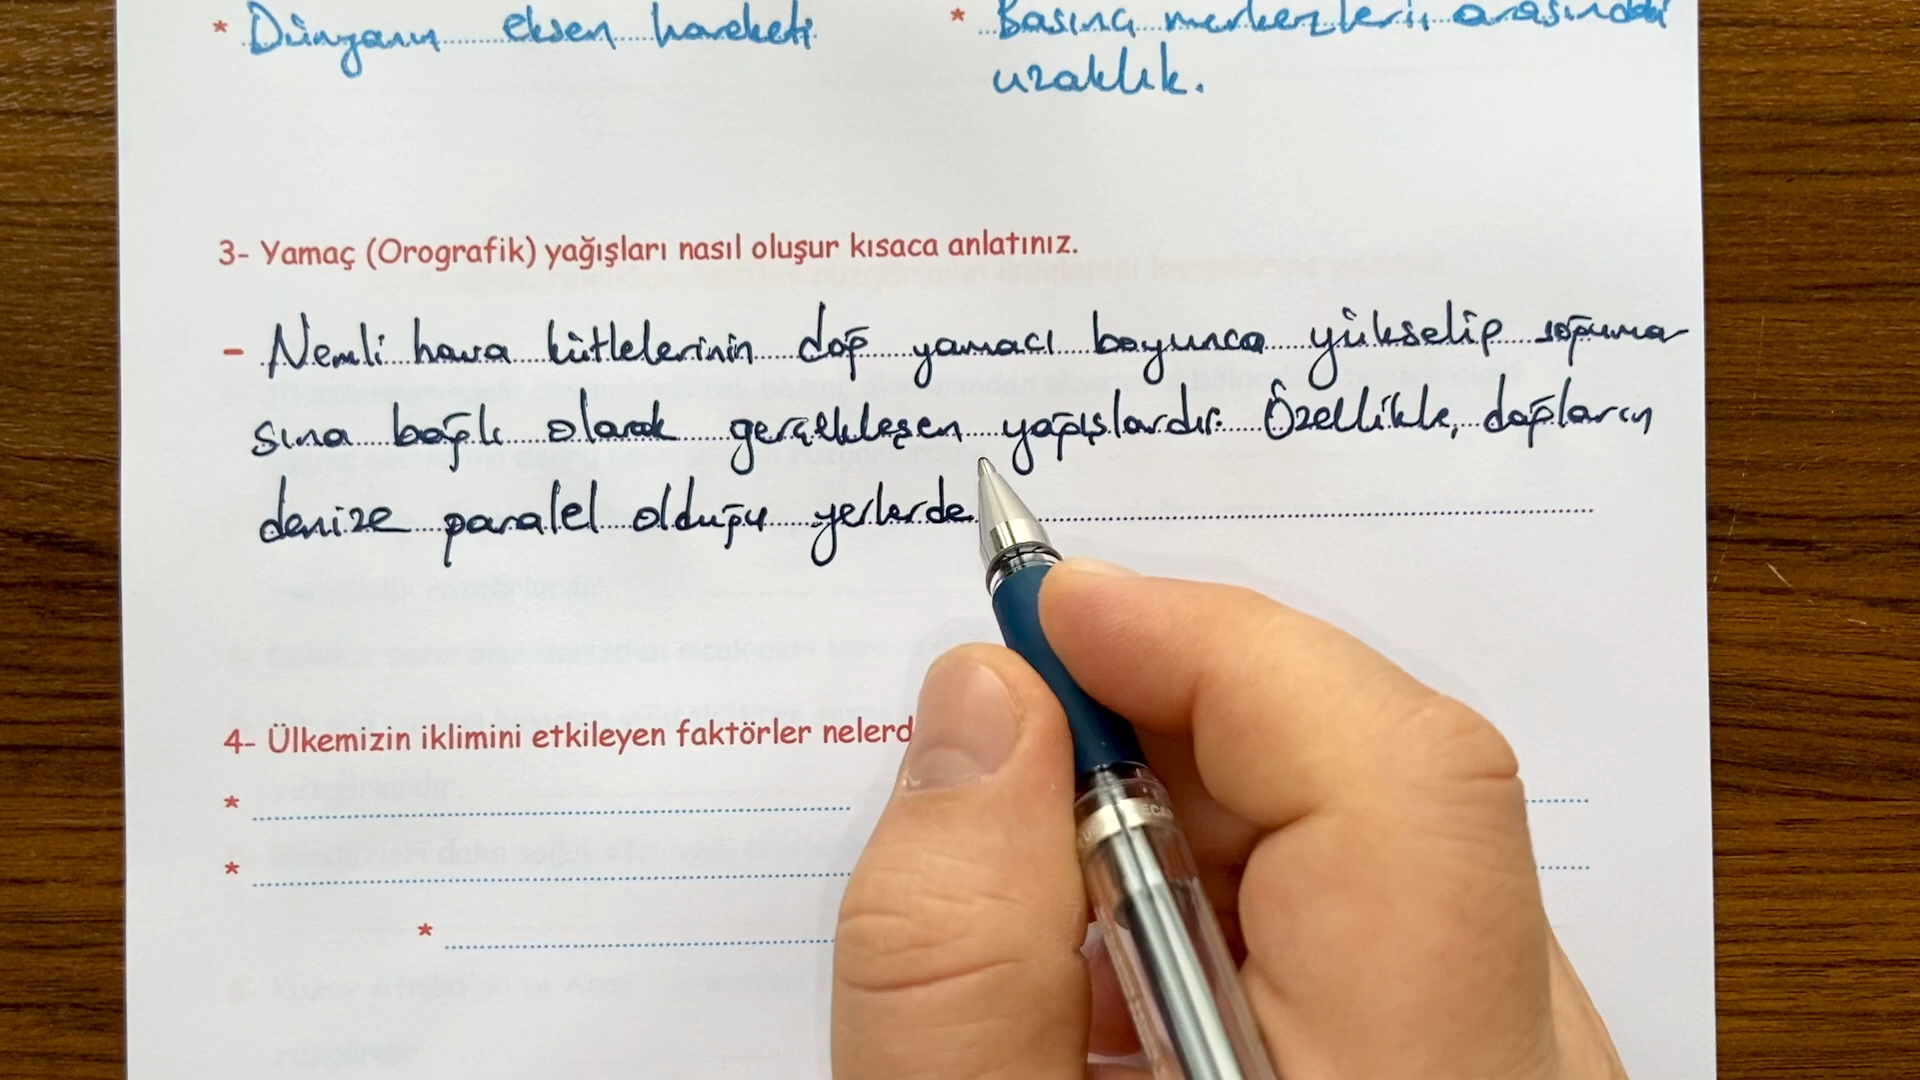 * Dünyanın eksen hareketi * Basınç merkezleri arasındaki
uzaklık.
3- Yamaç (Orografik) yağışları nasıl oluşur kısaca anlatınız.
- Nemli hava kütlelerinin dağ yamacı boyunca yükselip soğuma
sına bağlı olarak gerçekleşen yağışlardır. Özellikle, dağların
denize paralel olduğu yerlerde
4- Ülkemizin iklimini etkileyen faktörler nelerd
*
*
*